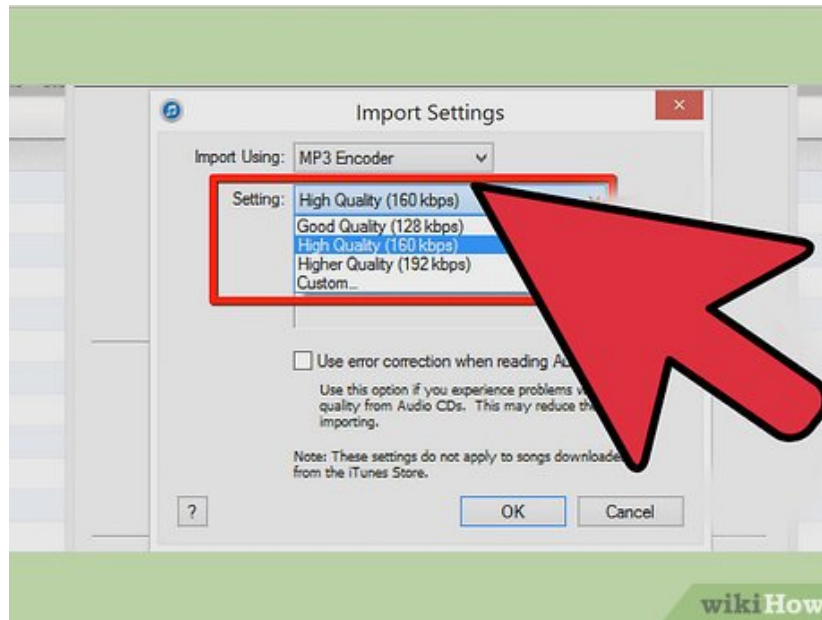 Import Settings
Import Using: MP3 Encoder
Setting: High Quality (160 kbps)
Good Quality (128 kbps)
High Quality (160 kbps)
Higher Quality (192 kbps)
Custom...
Use error correction when reading
Use this option if you experience problems
quality from Audio CDs. This may reduce the
importing.
Note: These settings do not apply to songs
from the iTunes Store.
?
OK
Cancel
wikiHow